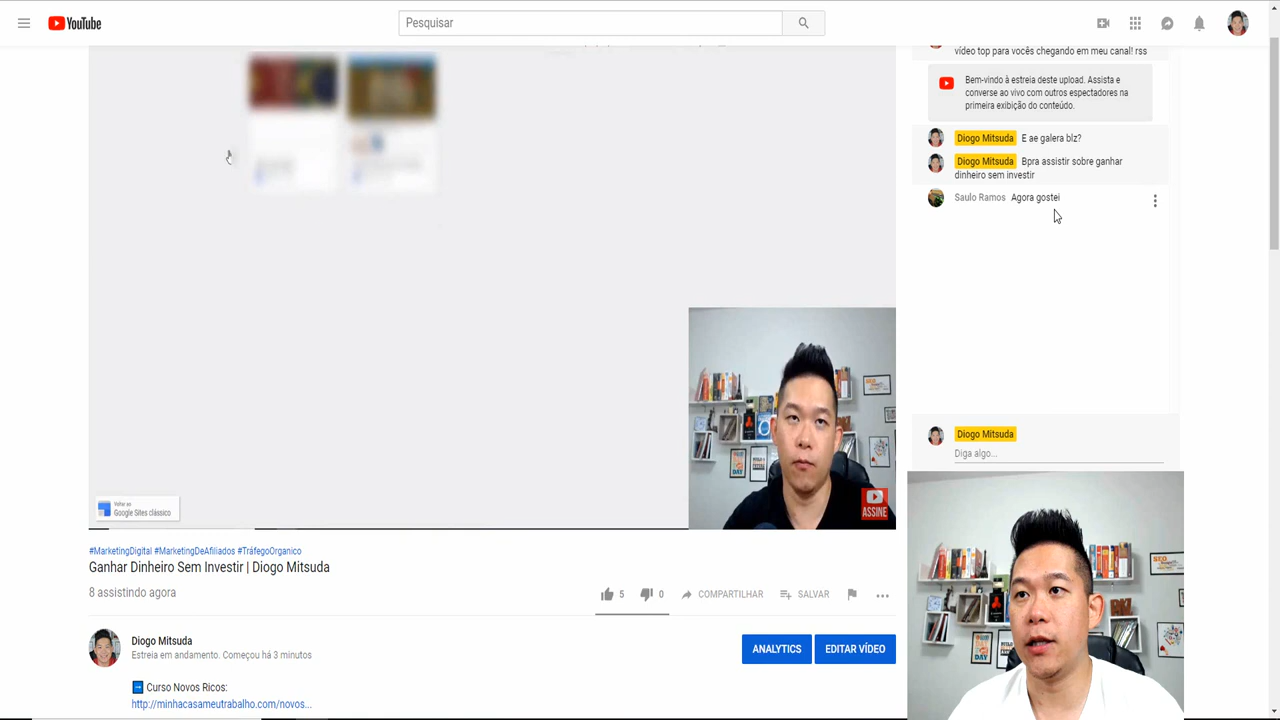 YouTube
Pesquisar
vídeo top para vocês chegando em meu canal! rss
Bem-vindo à estreia deste upload. Assista e
converse ao vivo com outros espectadores na
primeira exibição do conteúdo.
Diogo Mitsuda E ae galera blz?
Diogo Mitsuda Bpra assistir sobre ganhar
dinheiro sem investir
Saulo Ramos Agora gostei
Diogo Mitsuda
Diga algo...
Voltar ao
Google Sites clássico
ASSINE
#MarketingDigital #MarketingDeAfiliados #TráfegoOrganico
Ganhar Dinheiro Sem Investir | Diogo Mitsuda
8 assistindo agora
5
0
COMPARTILHAR
SALVAR
Diogo Mitsuda
Estreia em andamento. Começou há 3 minutos
ANALYTICS
EDITAR VÍDEO
Curso Novos Ricos:
http://minhacasameutrabalho.com/novos...
SEO
DAY